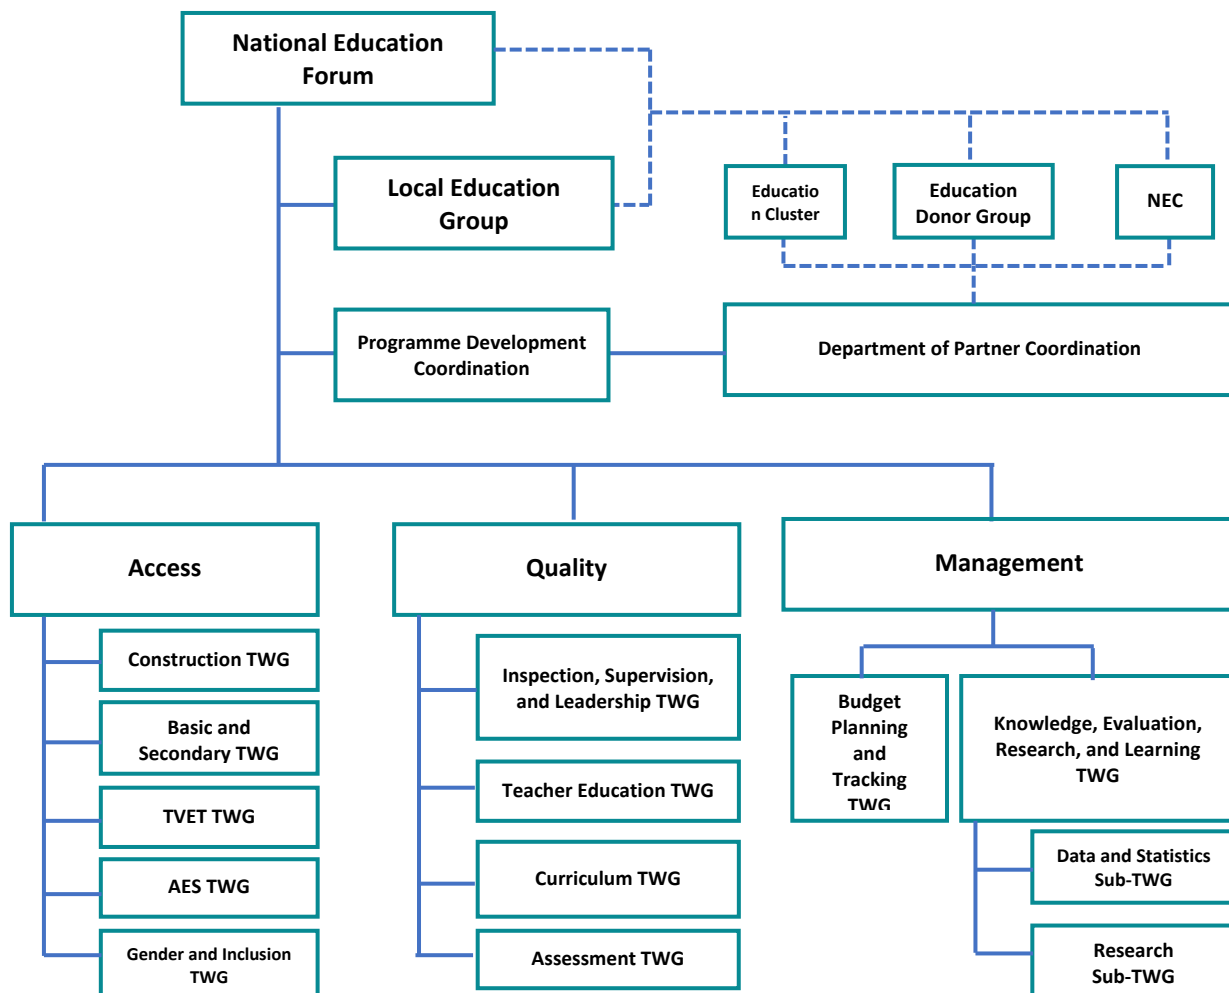 National Education
Forum
Local Education
Group
Educatio
n Cluster
Education
Donor Group
NEC
Programme Development
Coordination
Department of Partner Coordination
Access
Quality
Management
Construction TWG
Basic and
Secondary TWG
TVET TWG
AES TWG
Gender and Inclusion
TWG
Inspection, Supervision,
and Leadership TWG
Teacher Education TWG
Curriculum TWG
Assessment TWG
Budget
Planning
and
Tracking
TWG
Knowledge, Evaluation,
Research, and Learning
TWG
Data and Statistics
Sub-TWG
Research
Sub-TWG